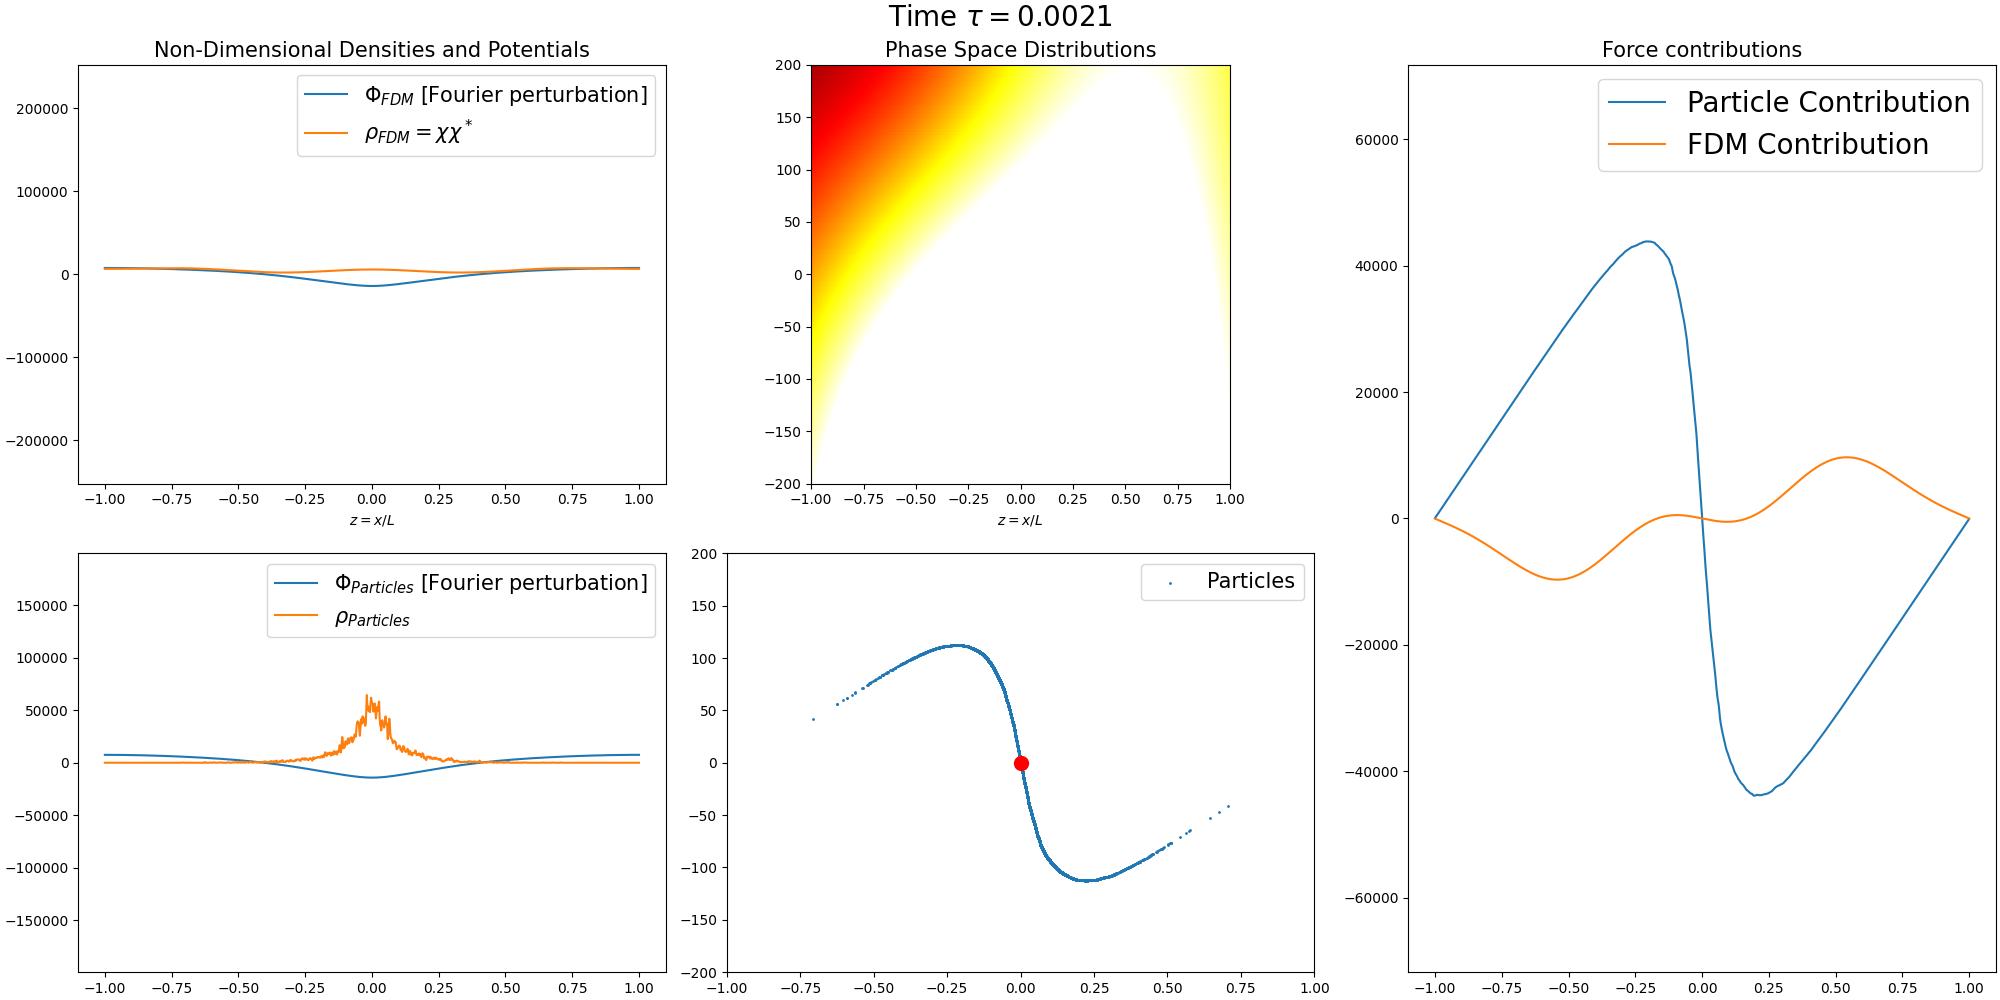 Time τ = 0.0021
Non-Dimensional Densities and Potentials
200000
100000
0
−100000
−200000
Φ_FDM [Fourier perturbation]
ρ_FDM = χχ*
−1.00 −0.75 −0.50 −0.25 0.00 0.25 0.50 0.75 1.00
z = x/L
Phase Space Distributions
200
150
100
50
0
−50
−100
−150
−200
−1.00 −0.75 −0.50 −0.25 0.00 0.25 0.50 0.75 1.00
z = x/L
Force contributions
60000
40000
20000
0
−20000
−40000
−60000
Particle Contribution
FDM Contribution
−1.00 −0.75 −0.50 −0.25 0.00 0.25 0.50 0.75 1.00
150000
100000
50000
0
−50000
−100000
−150000
Φ_Particles [Fourier perturbation]
ρ_Particles
−1.00 −0.75 −0.50 −0.25 0.00 0.25 0.50 0.75 1.00
200
150
100
50
0
−50
−100
−150
−200
Particles
−1.00 −0.75 −0.50 −0.25 0.00 0.25 0.50 0.75 1.00